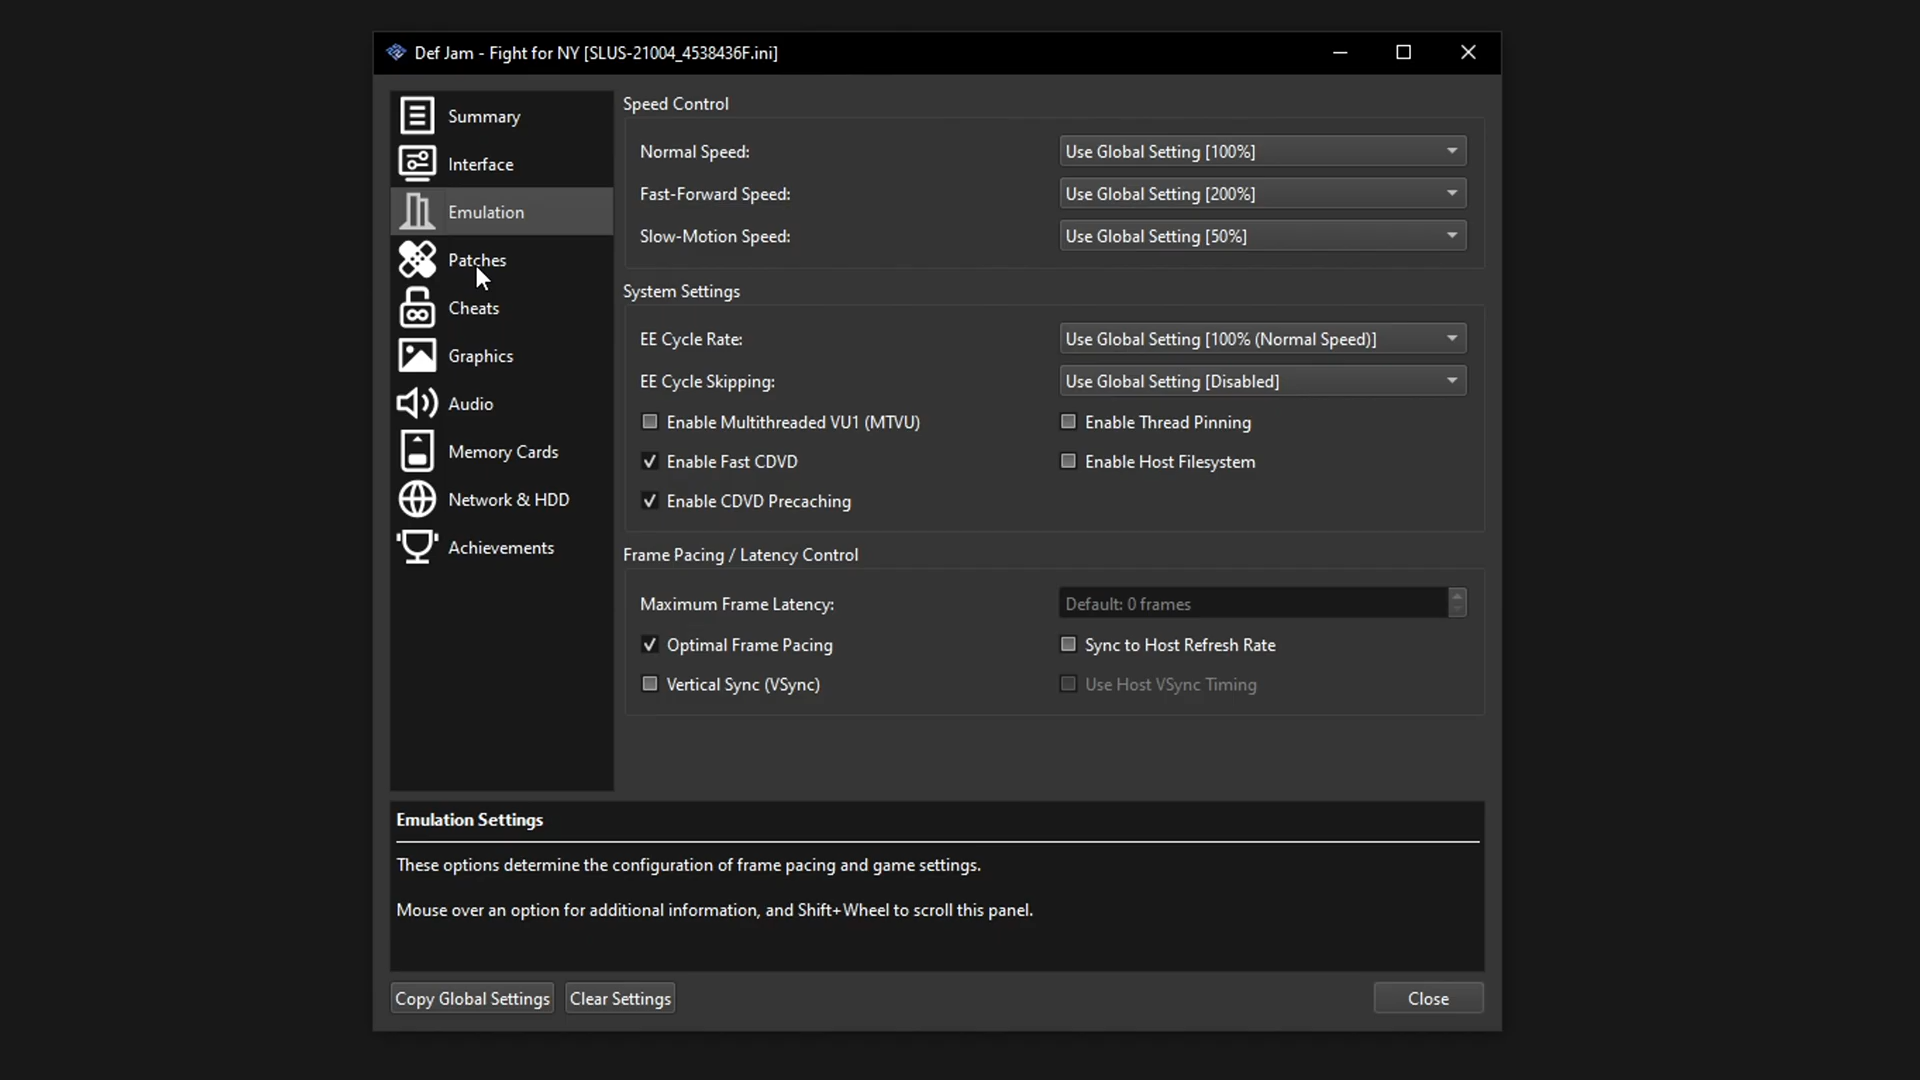 Def Jam - Fight for NY [SLUS-21004_4538436F.ini]
Summary
Interface
Emulation
Patches
Cheats
Graphics
Audio
Memory Cards
Network & HDD
Achievements
Speed Control
Normal Speed:
Use Global Setting [100%]
Fast-Forward Speed:
Use Global Setting [200%]
Slow-Motion Speed:
Use Global Setting [50%]
System Settings
EE Cycle Rate:
Use Global Setting [100% (Normal Speed)]
EE Cycle Skipping:
Use Global Setting [Disabled]
Enable Multithreaded VU1 (MTVU)
Enable Thread Pinning
Enable Fast CDVD
Enable Host Filesystem
Enable CDVD Precaching
Frame Pacing / Latency Control
Maximum Frame Latency:
Default: 0 frames
Optimal Frame Pacing
Sync to Host Refresh Rate
Vertical Sync (VSync)
Use Host VSync Timing
Emulation Settings
These options determine the configuration of frame pacing and game settings.
Mouse over an option for additional information, and Shift+Wheel to scroll this panel.
Copy Global Settings
Clear Settings
Close